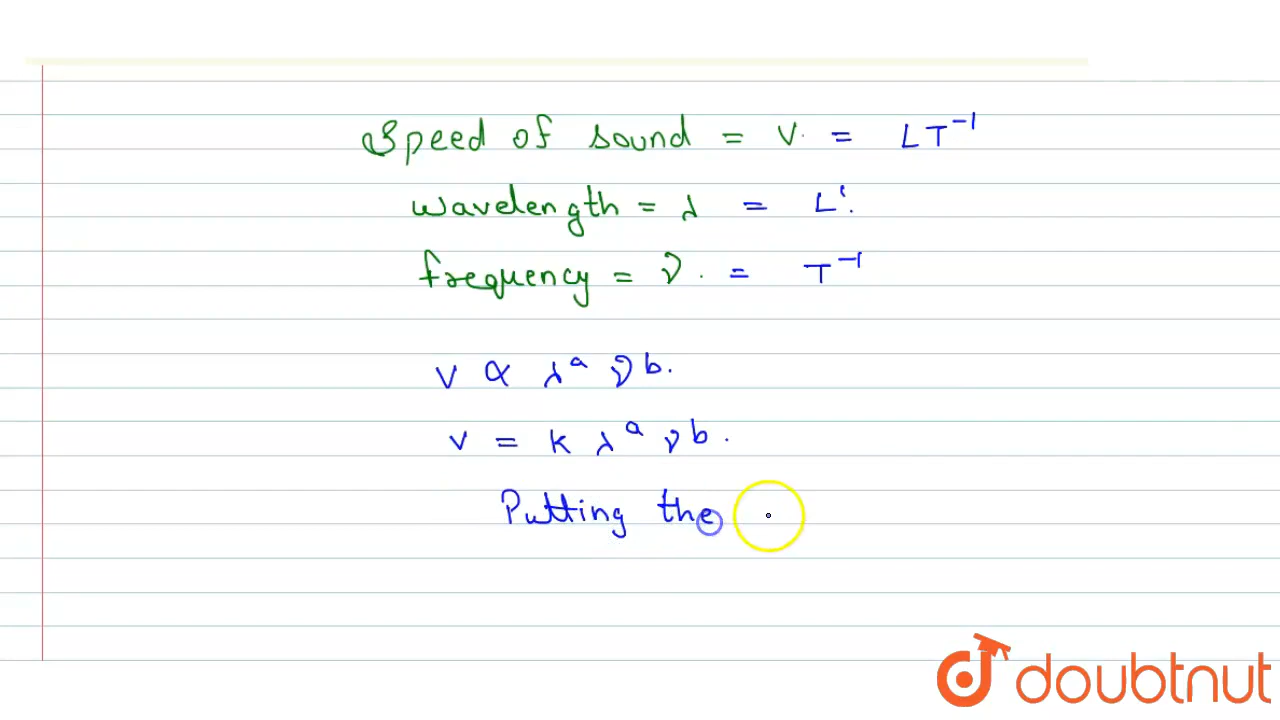 Speed of sound = v. = LT⁻¹
wavelength = λ = L¹.
frequency = ν. = T⁻¹
v ∝ λᵃ νᵇ.
v = k λᵃ νᵇ.
Putting the
doubtnut